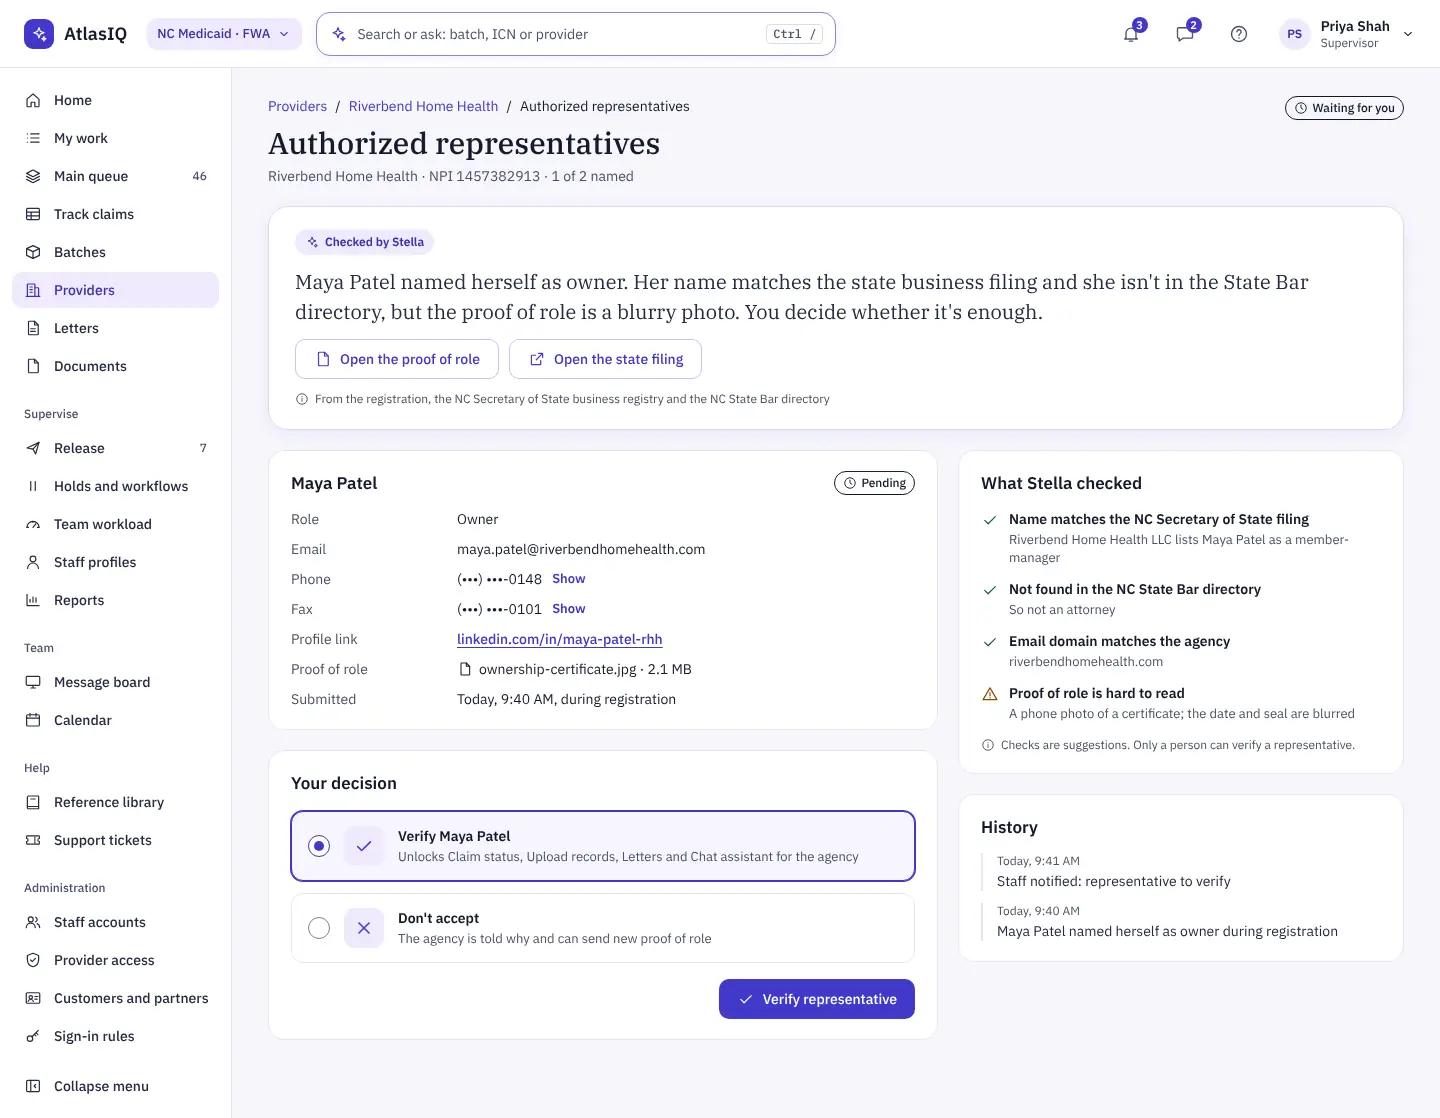 AtlasIQ
NC Medicaid · FWA
Search or ask: batch, ICN or provider
Ctrl /
3
2
PS
Priya Shah
Supervisor
Home
My work
Main queue 46
Track claims
Batches
Providers
Letters
Documents
Supervise
Release 7
Holds and workflows
Team workload
Staff profiles
Reports
Team
Message board
Calendar
Help
Reference library
Support tickets
Administration
Staff accounts
Provider access
Customers and partners
Sign-in rules
Collapse menu
Providers / Riverbend Home Health / Authorized representatives
Waiting for you
Authorized representatives
Riverbend Home Health · NPI 1457382913 · 1 of 2 named
Checked by Stella
Maya Patel named herself as owner. Her name matches the state business filing and she isn't in the State Bar
directory, but the proof of role is a blurry photo. You decide whether it's enough.
Open the proof of role
Open the state filing
From the registration, the NC Secretary of State business registry and the NC State Bar directory
Maya Patel
Pending
Role Owner
Email maya.patel@riverbendhomehealth.com
Phone (•••) •••-0148 Show
Fax (•••) •••-0101 Show
Profile link linkedin.com/in/maya-patel-rhh
Proof of role ownership-certificate.jpg · 2.1 MB
Submitted Today, 9:40 AM, during registration
Your decision
Verify Maya Patel
Unlocks Claim status, Upload records, Letters and Chat assistant for the agency
Don't accept
The agency is told why and can send new proof of role
Verify representative
What Stella checked
Name matches the NC Secretary of State filing
Riverbend Home Health LLC lists Maya Patel as a member-
manager
Not found in the NC State Bar directory
So not an attorney
Email domain matches the agency
riverbendhomehealth.com
Proof of role is hard to read
A phone photo of a certificate; the date and seal are blurred
Checks are suggestions. Only a person can verify a representative.
History
Today, 9:41 AM
Staff notified: representative to verify
Today, 9:40 AM
Maya Patel named herself as owner during registration